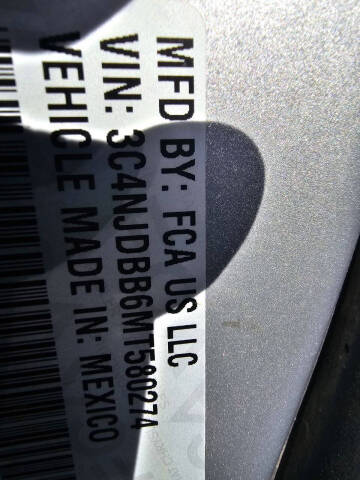 MFD BY: FCA US LLC
VIN: 3C4NJDBB6MT580274
VEHICLE MADE IN: MEXICO